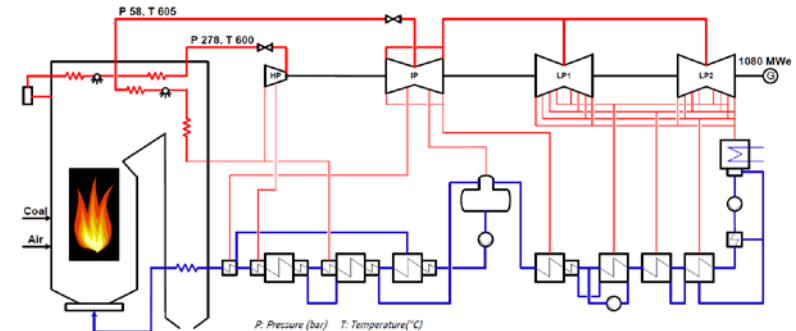 P 58, T 605
P 278, T 600
HP
IP
LP1
LP2
1080 MWe
G
Coal
Air
P: Pressure (bar) T: Temperature(°C)